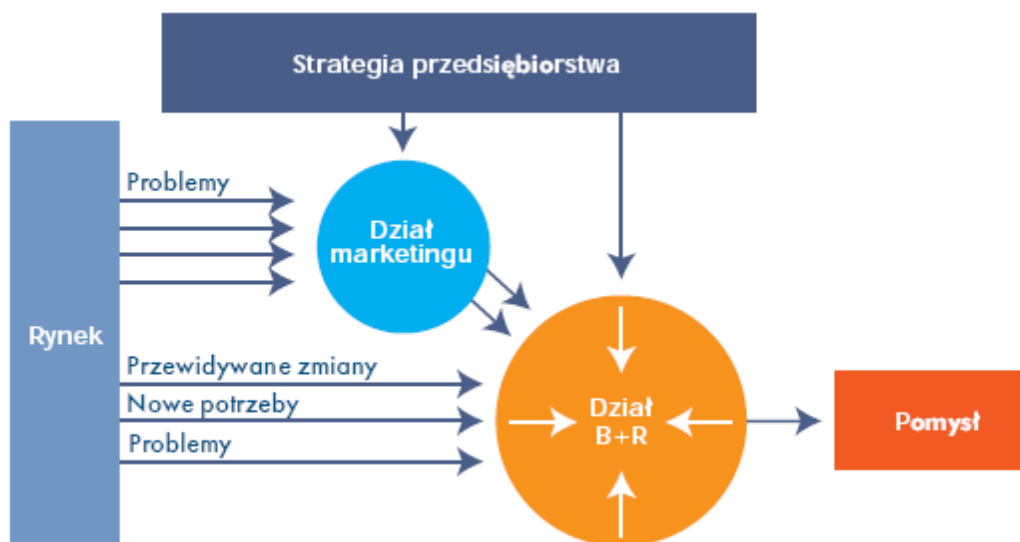 Strategia przedsiębiorstwa
Problemy
Dział
marketingu
Rynek
Przewidywane zmiany
Nowe potrzeby
Problemy
Dział
B+R
Pomysł